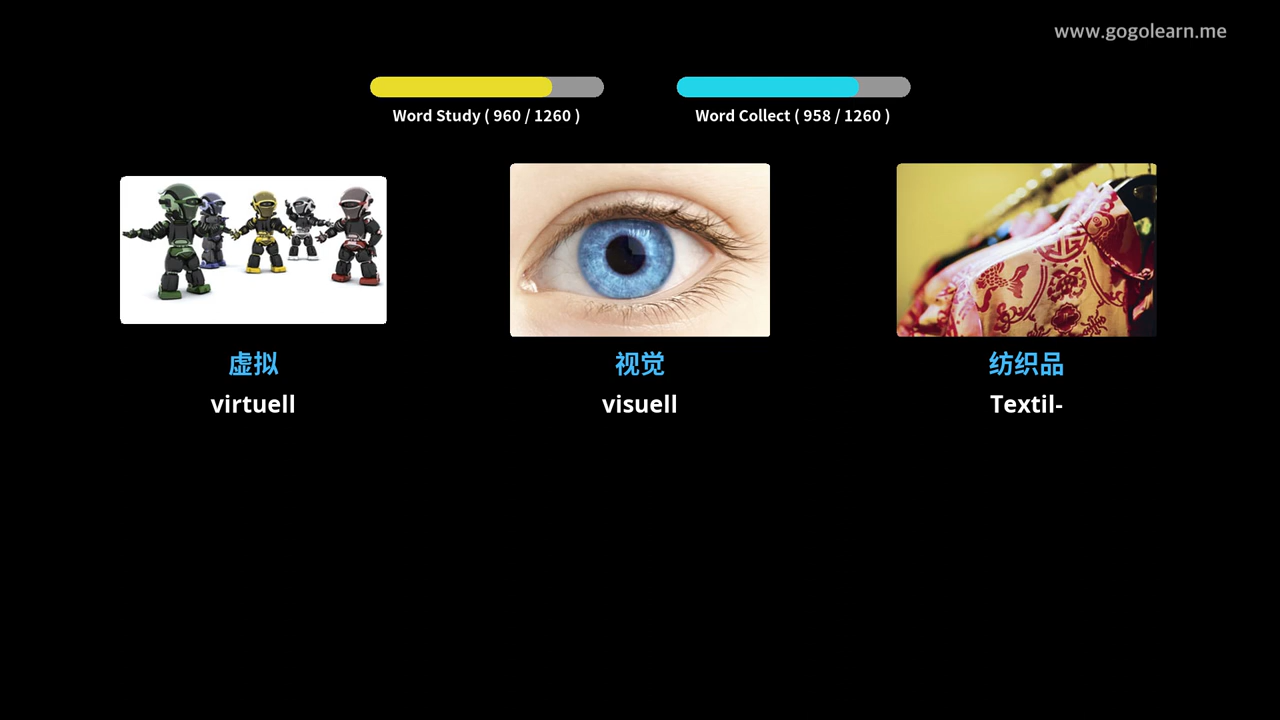 www.gogolearn.me
Word Study ( 960 / 1260 )
Word Collect ( 958 / 1260 )
虚拟
virtuell
视觉
visuell
纺织品
Textil-